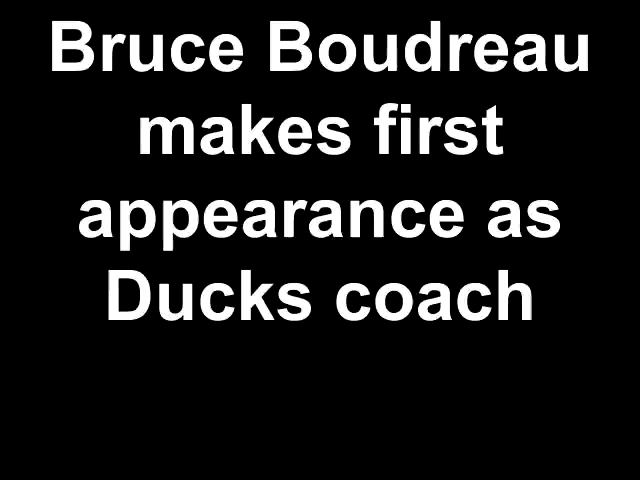 Bruce Boudreau
makes first
appearance as
Ducks coach